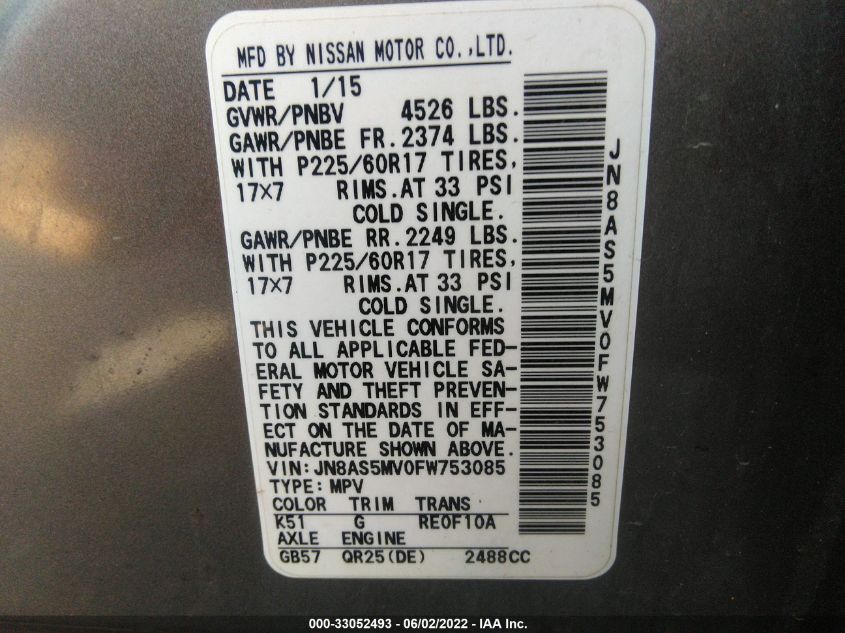 MFD BY NISSAN MOTOR CO.,LTD.
DATE 1/15
GVWR/PNBV 4526 LBS.
GAWR/PNBE FR.2374 LBS.
WITH P225/60R17 TIRES,
17X7 RIMS.AT 33 PSI
COLD SINGLE.
GAWR/PNBE RR.2249 LBS.
WITH P225/60R17 TIRES,
17X7 RIMS.AT 33 PSI
COLD SINGLE.
THIS VEHICLE CONFORMS
TO ALL APPLICABLE FED-
ERAL MOTOR VEHICLE SA-
FETY AND THEFT PREVEN-
TION STANDARDS IN EFF-
ECT ON THE DATE OF MA-
NUFACTURE SHOWN ABOVE.
VIN:JN8AS5MV0FW753085
TYPE:MPV
COLOR TRIM TRANS
K51 G RE0F10A
AXLE ENGINE
GB57 QR25(DE) 2488CC
JN8AS5MV0FW753085
000-33052493 - 06/02/2022 - IAA Inc.